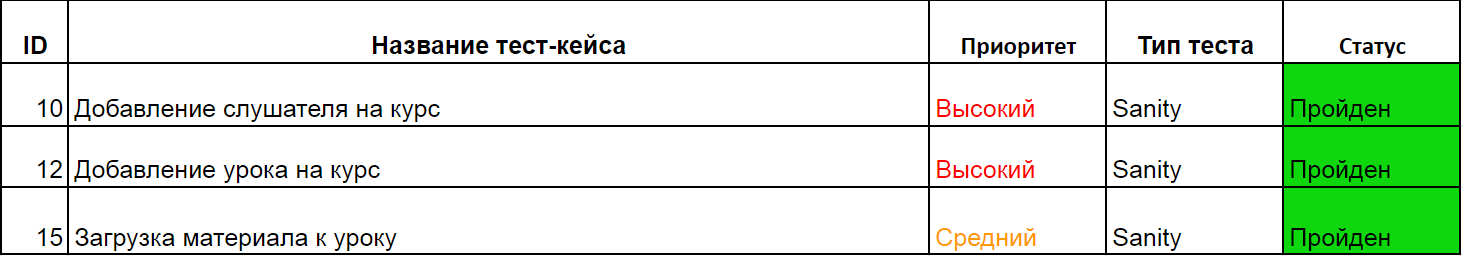 ID Название тест-кейса Приоритет Тип теста Статус
10 Добавление слушателя на курс Высокий Sanity Пройден
12 Добавление урока на курс Высокий Sanity Пройден
15 Загрузка материала к уроку Средний Sanity Пройден